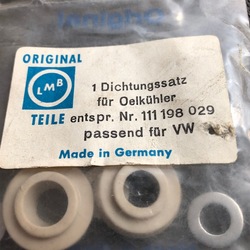 ORIGINAL
LMB
TEILE
1 Dichtungssatz
für Oelkühler
entspr. Nr. 111 198 029
passend für VW
Made in Germany